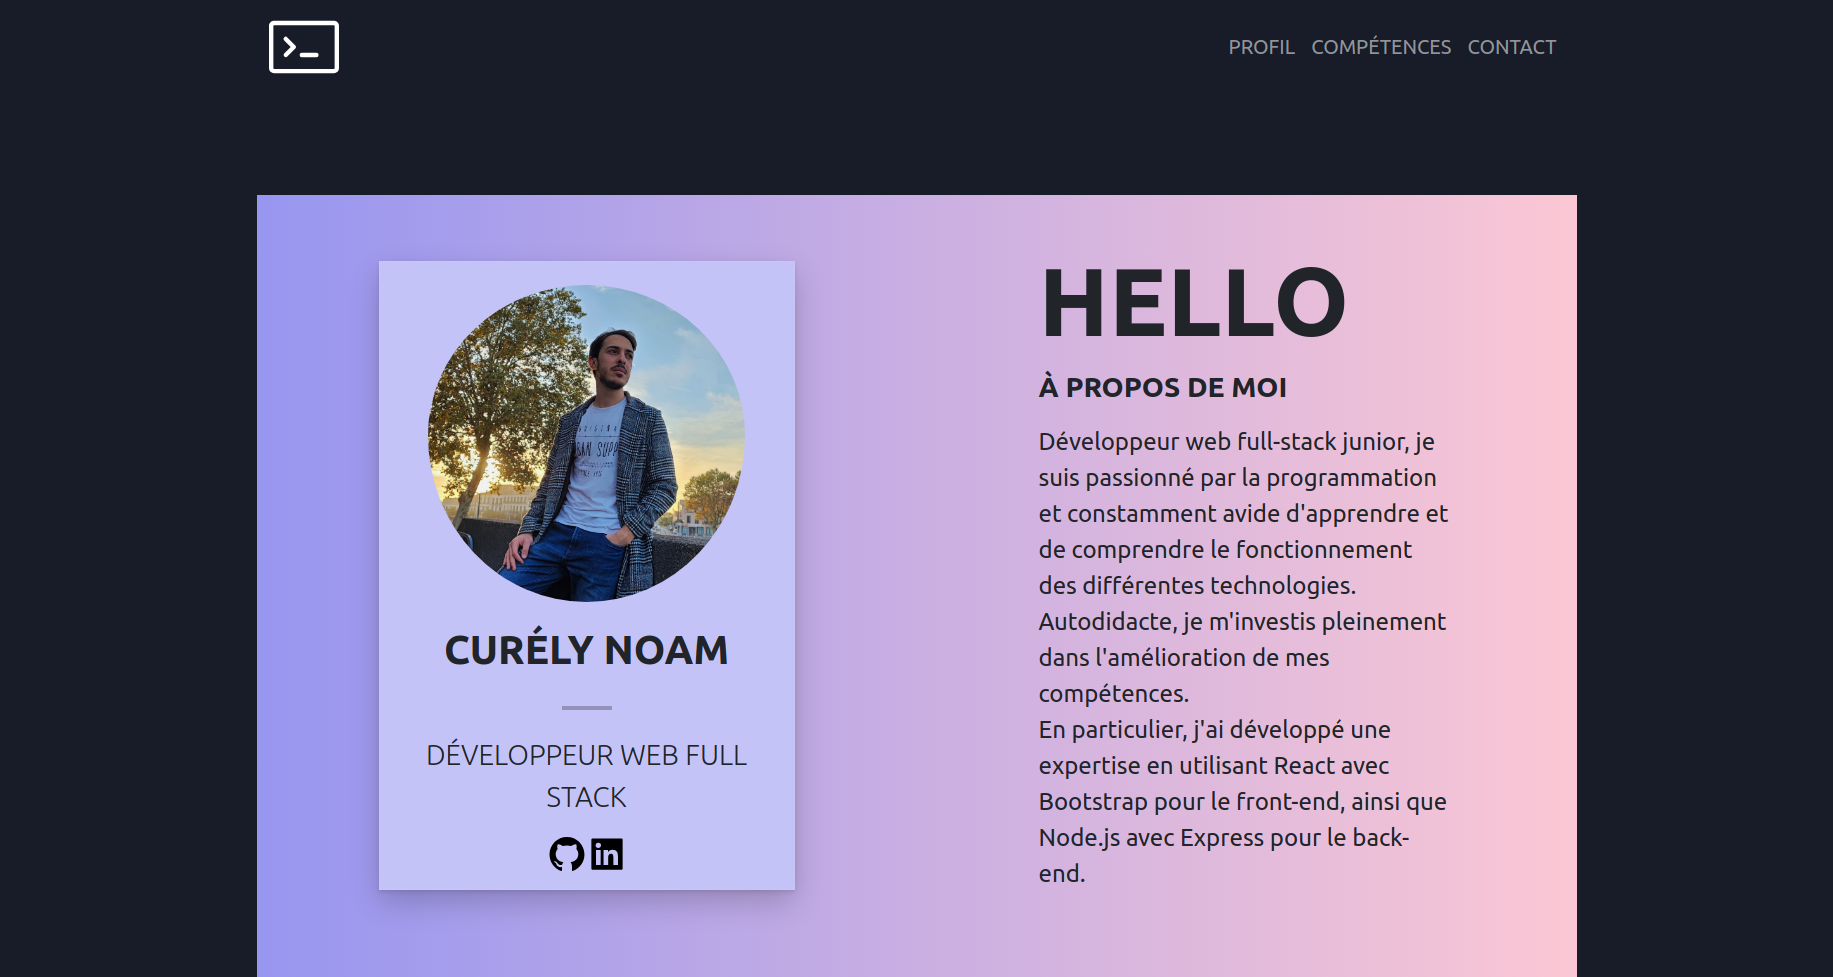 PROFIL COMPÉTENCES CONTACT
CURÉLY NOAM
DÉVELOPPEUR WEB FULL
STACK
HELLO
À PROPOS DE MOI
Développeur web full-stack junior, je
suis passionné par la programmation
et constamment avide d'apprendre et
de comprendre le fonctionnement
des différentes technologies.
Autodidacte, je m'investis pleinement
dans l'amélioration de mes
compétences.
En particulier, j'ai développé une
expertise en utilisant React avec
Bootstrap pour le front-end, ainsi que
Node.js avec Express pour le back-
end.